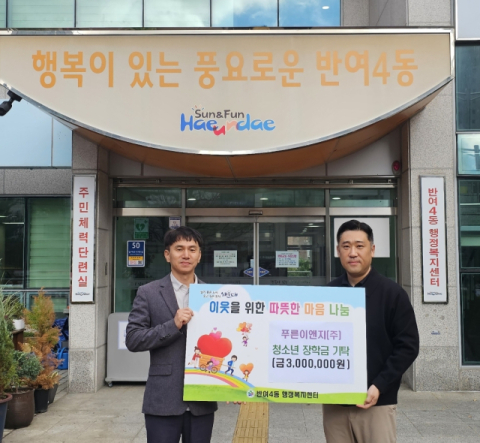 행복이 있는 풍요로운 반여4동
Sun&Fun
Haeundae
주민체력단련실
반여4동 행정복지센터
50
이웃을 위한 따뜻한 마음 나눔
푸른이앤지(주)
청소년 장학금 기탁
(금3,000,000원)
반여4동 행정복지센터